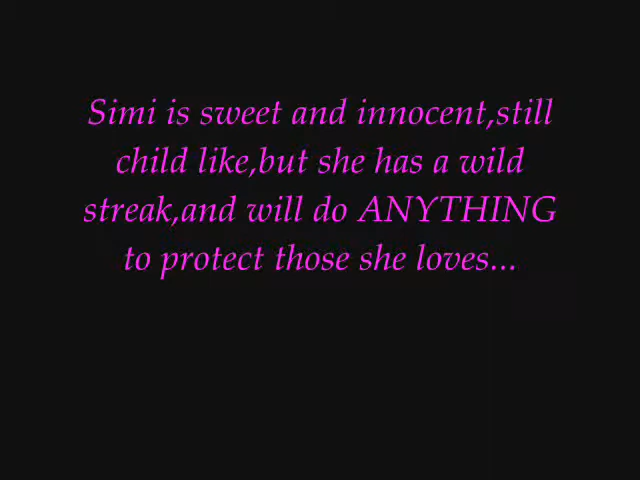 Simi is sweet and innocent,still
child like,but she has a wild
streak,and will do ANYTHING
to protect those she loves...